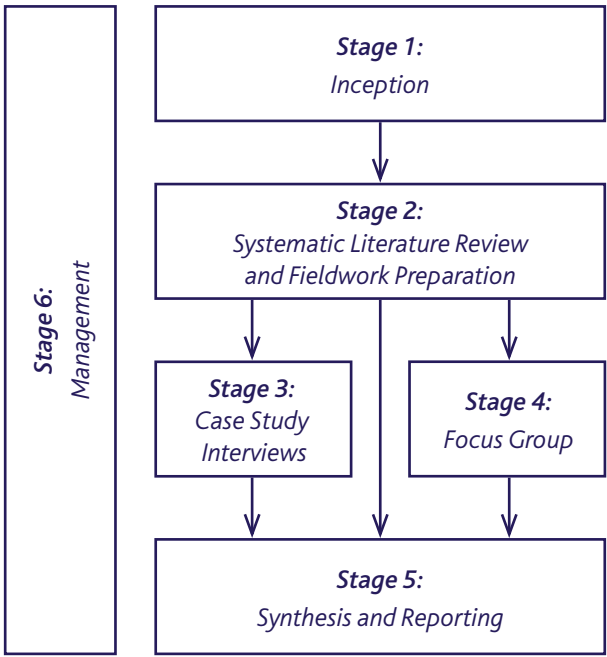 Stage 1:
Inception
Stage 2:
Systematic Literature Review
and Fieldwork Preparation
Stage 6:
Management
Stage 3:
Case Study
Interviews
Stage 4:
Focus Group
Stage 5:
Synthesis and Reporting